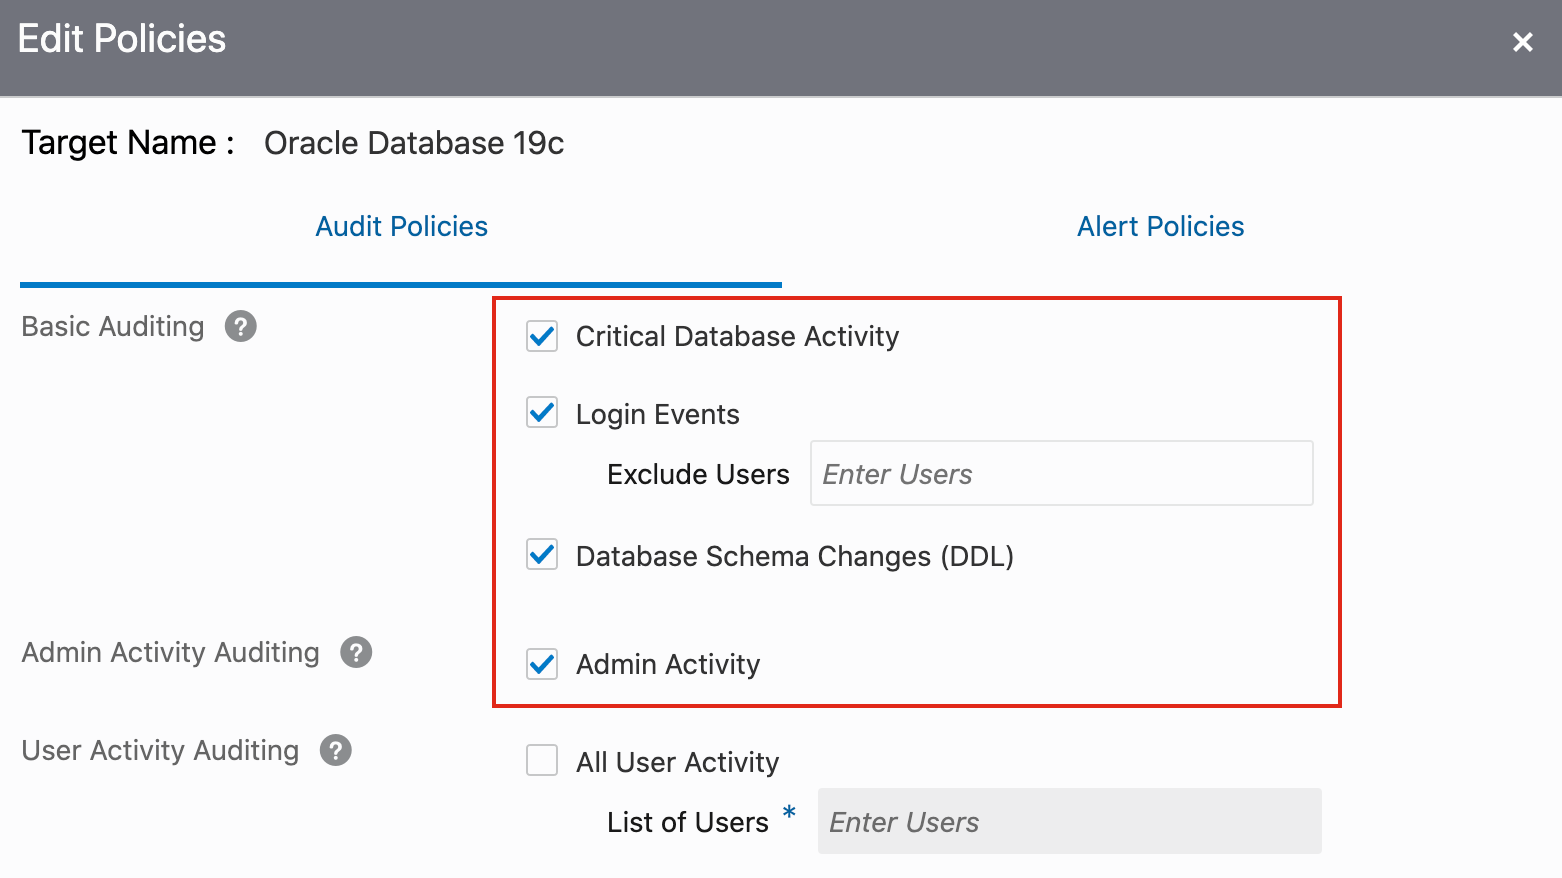 Edit Policies
Target Name : Oracle Database 19c
Audit Policies Alert Policies
Basic Auditing ? Critical Database Activity
Login Events
Exclude Users Enter Users
Database Schema Changes (DDL)
Admin Activity Auditing ? Admin Activity
User Activity Auditing ? All User Activity
List of Users * Enter Users